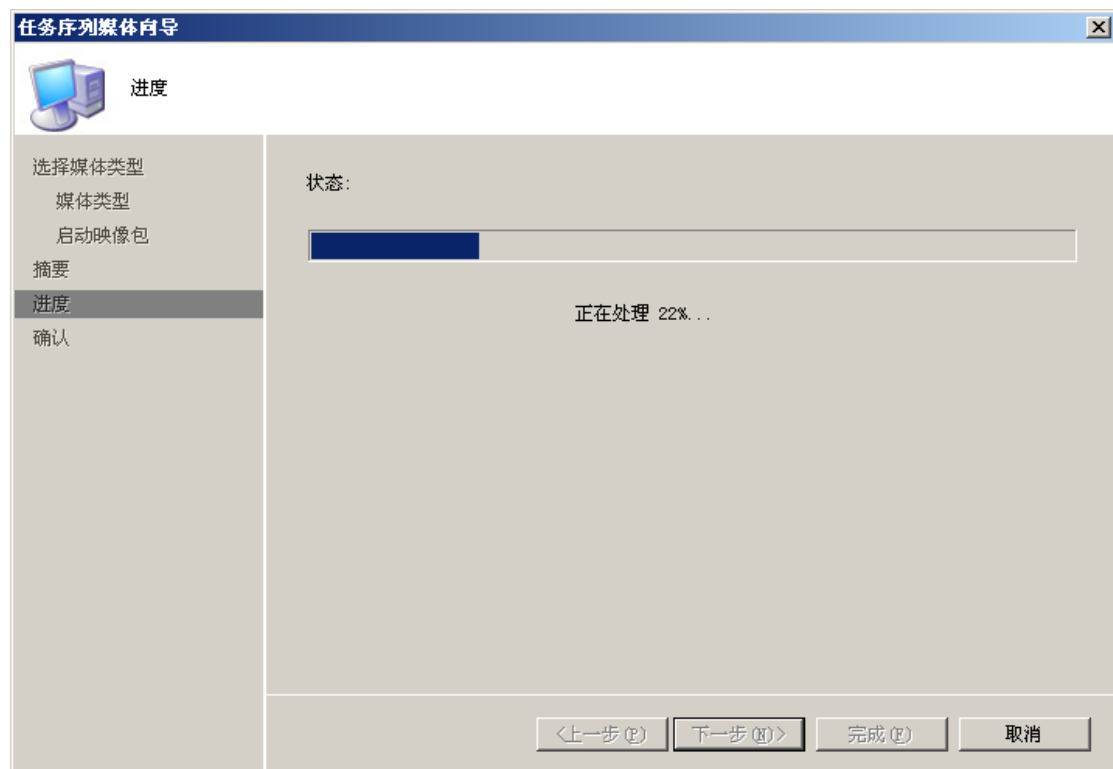 任务序列媒体向导
进度
选择媒体类型
媒体类型
启动映像包
摘要
进度
确认
状态:
正在处理 22%...
<上一步(P)
下一步(N)>
完成(F)
取消